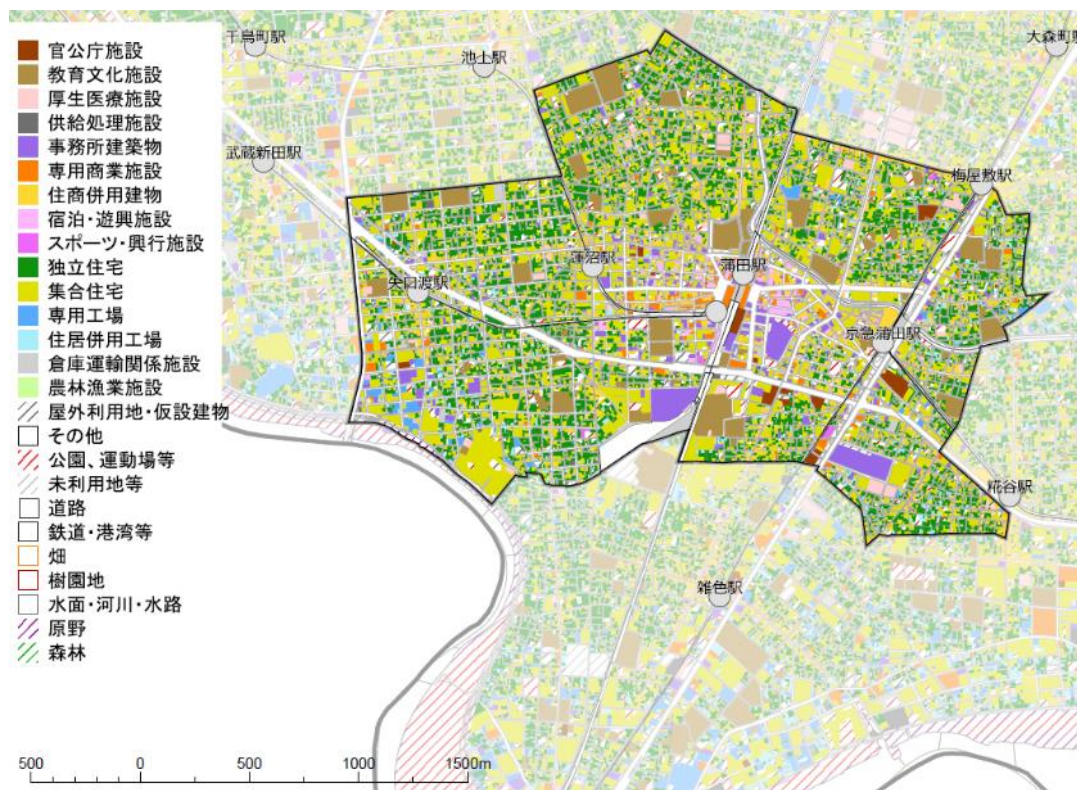 官公庁施設
教育文化施設
厚生医療施設
供給処理施設
事務所建築物
専用商業施設
住商併用建物
宿泊・遊興施設
スポーツ・興行施設
独立住宅
集合住宅
専用工場
住居併用工場
倉庫運輸関係施設
農林漁業施設
屋外利用地・仮設建物
その他
公園、運動場等
未利用地等
道路
鉄道・港湾等
畑
樹園地
水面・河川・水路
原野
森林
千鳥町駅
池上駅
大森町駅
武蔵新田駅
梅屋敷駅
蓮沼駅
蒲田駅
矢口渡駅
京急蒲田駅
糀谷駅
雑色駅
500 0 500 1000 1500m